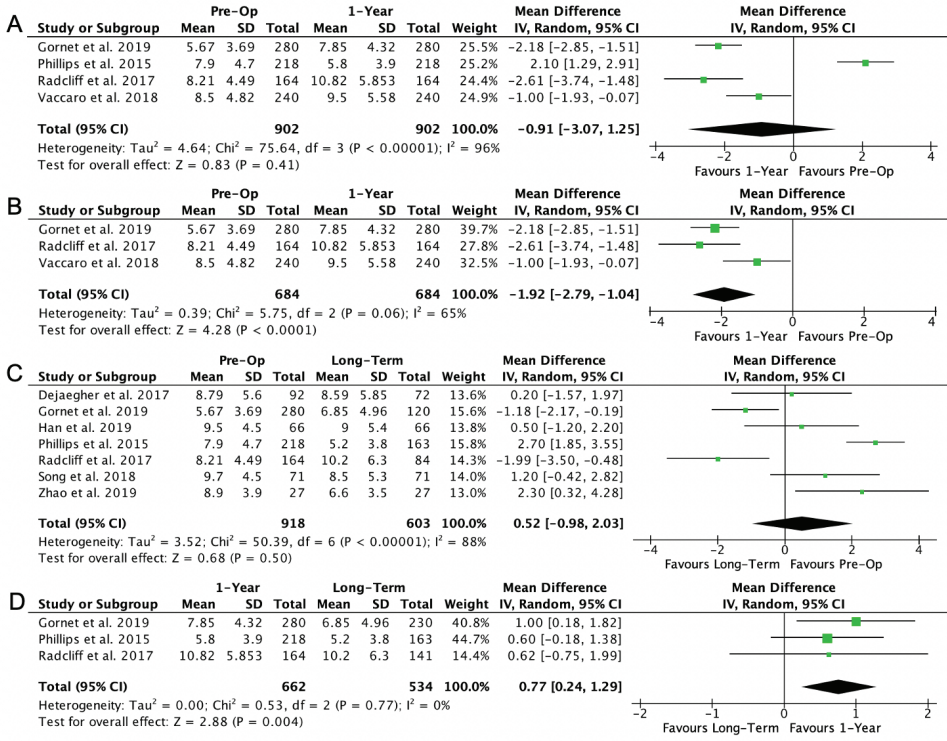 A
Pre-Op 1-Year Mean Difference Mean Difference
Study or Subgroup Mean SD Total Mean SD Total Weight IV, Random, 95% CI IV, Random, 95% CI
Gornet et al. 2019 5.67 3.69 280 7.85 4.32 280 25.5% −2.18 [−2.85, −1.51]
Phillips et al. 2015 7.9 4.7 218 5.8 3.9 218 25.2% 2.10 [1.29, 2.91]
Radcliff et al. 2017 8.21 4.49 164 10.82 5.853 164 24.4% −2.61 [−3.74, −1.48]
Vaccaro et al. 2018 8.5 4.82 240 9.5 5.58 240 24.9% −1.00 [−1.93, −0.07]
Total (95% CI) 902 902 100.0% −0.91 [−3.07, 1.25]
Heterogeneity: Tau² = 4.64; Chi² = 75.64, df = 3 (P < 0.00001); I² = 96%
Test for overall effect: Z = 0.83 (P = 0.41)
−4 −2 0 2 4
Favours 1-Year Favours Pre-Op
B
Pre-Op 1-Year Mean Difference Mean Difference
Study or Subgroup Mean SD Total Mean SD Total Weight IV, Random, 95% CI IV, Random, 95% CI
Gornet et al. 2019 5.67 3.69 280 7.85 4.32 280 39.7% −2.18 [−2.85, −1.51]
Radcliff et al. 2017 8.21 4.49 164 10.82 5.853 164 27.8% −2.61 [−3.74, −1.48]
Vaccaro et al. 2018 8.5 4.82 240 9.5 5.58 240 32.5% −1.00 [−1.93, −0.07]
Total (95% CI) 684 684 100.0% −1.92 [−2.79, −1.04]
Heterogeneity: Tau² = 0.39; Chi² = 5.75, df = 2 (P = 0.06); I² = 65%
Test for overall effect: Z = 4.28 (P < 0.0001)
−4 −2 0 2 4
Favours 1-Year Favours Pre-Op
C
Pre-Op Long-Term Mean Difference Mean Difference
Study or Subgroup Mean SD Total Mean SD Total Weight IV, Random, 95% CI IV, Random, 95% CI
Dejaegher et al. 2017 8.79 5.6 92 8.59 5.85 72 13.6% 0.20 [−1.57, 1.97]
Gornet et al. 2019 5.67 3.69 280 6.85 4.96 120 15.5% −1.18 [−2.17, −0.19]
Han et al. 2019 9.5 4.5 66 9 5.4 66 13.8% 0.50 [−1.20, 2.20]
Phillips et al. 2015 7.9 4.7 218 5.2 3.8 163 15.8% 2.70 [1.85, 3.55]
Radcliff et al. 2017 8.21 4.49 164 10.2 6.3 84 14.3% −1.99 [−3.50, −0.48]
Song et al. 2018 9.7 4.5 71 8.5 5.3 71 14.0% 1.20 [−0.42, 2.82]
Zhao et al. 2019 8.9 3.9 27 6.6 3.5 27 13.0% 2.30 [0.32, 4.28]
Total (95% CI) 918 603 100.0% 0.52 [−0.98, 2.03]
Heterogeneity: Tau² = 3.52; Chi² = 50.39, df = 6 (P < 0.00001); I² = 88%
Test for overall effect: Z = 0.68 (P = 0.50)
−4 −2 0 2 4
Favours Long-Term Favours Pre-Op
D
1-Year Long-Term Mean Difference Mean Difference
Study or Subgroup Mean SD Total Mean SD Total Weight IV, Random, 95% CI IV, Random, 95% CI
Gornet et al. 2019 7.85 4.32 280 6.85 4.96 230 40.8% 1.00 [0.18, 1.82]
Phillips et al. 2015 5.8 3.9 218 5.2 3.8 163 44.7% 0.60 [−0.18, 1.38]
Radcliff et al. 2017 10.82 5.853 164 10.2 6.3 141 14.4% 0.62 [−0.75, 1.99]
Total (95% CI) 662 534 100.0% 0.77 [0.24, 1.29]
Heterogeneity: Tau² = 0.00; Chi² = 0.53, df = 2 (P = 0.77); I² = 0%
Test for overall effect: Z = 2.88 (P = 0.004)
−2 −1 0 1 2
Favours Long-Term Favours 1-Year